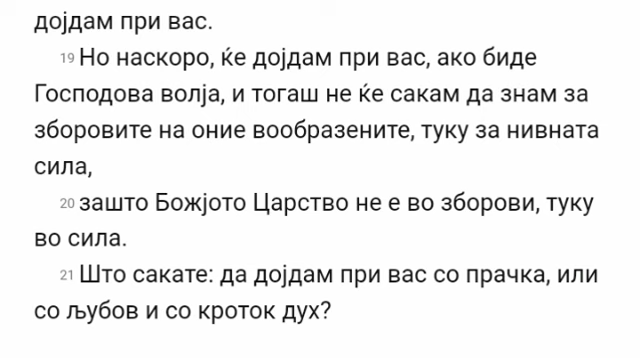 дојдам при вас.
19 Но наскоро, ќе дојдам при вас, ако биде
Господова волја, и тогаш не ќе сакам да знам за
зборовите на оние вообразените, туку за нивната
сила,
20 зашто Божјото Царство не е во зборови, туку
во сила.
21 Што сакате: да дојдам при вас со прачка, или
со љубов и со кроток дух?